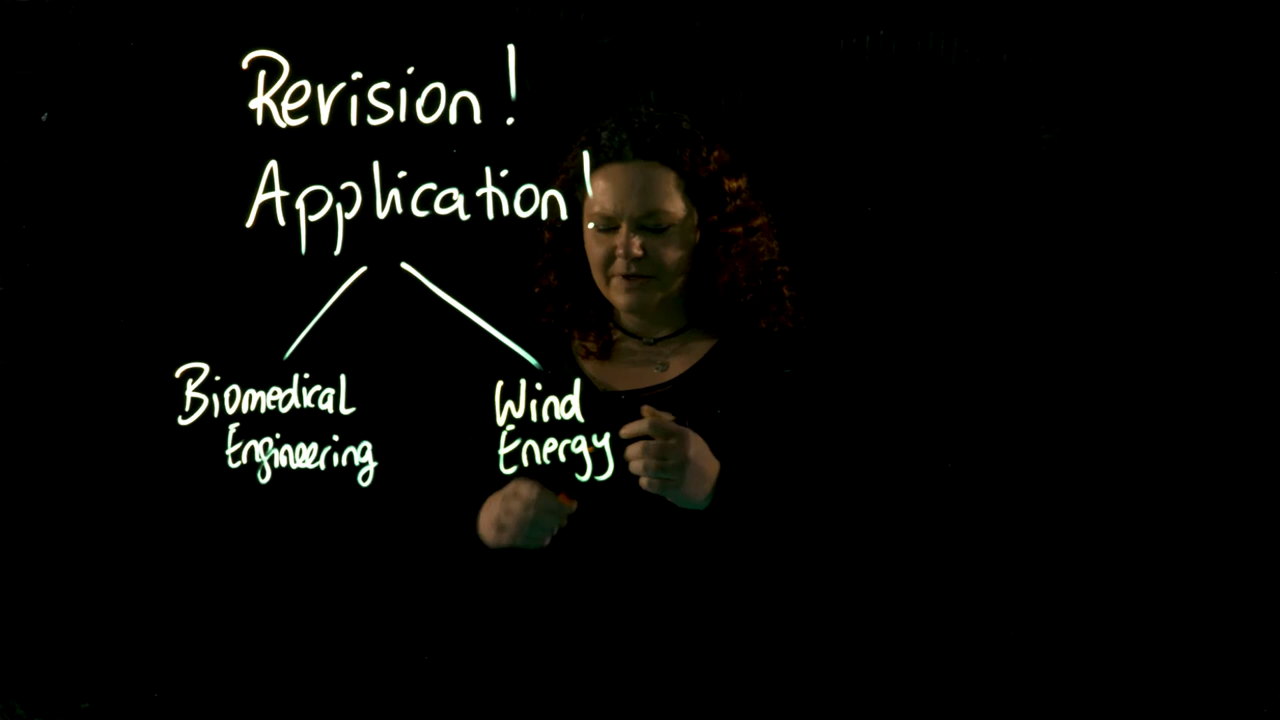 Revision!
Application!
Biomedical
Engineering
Wind
Energy